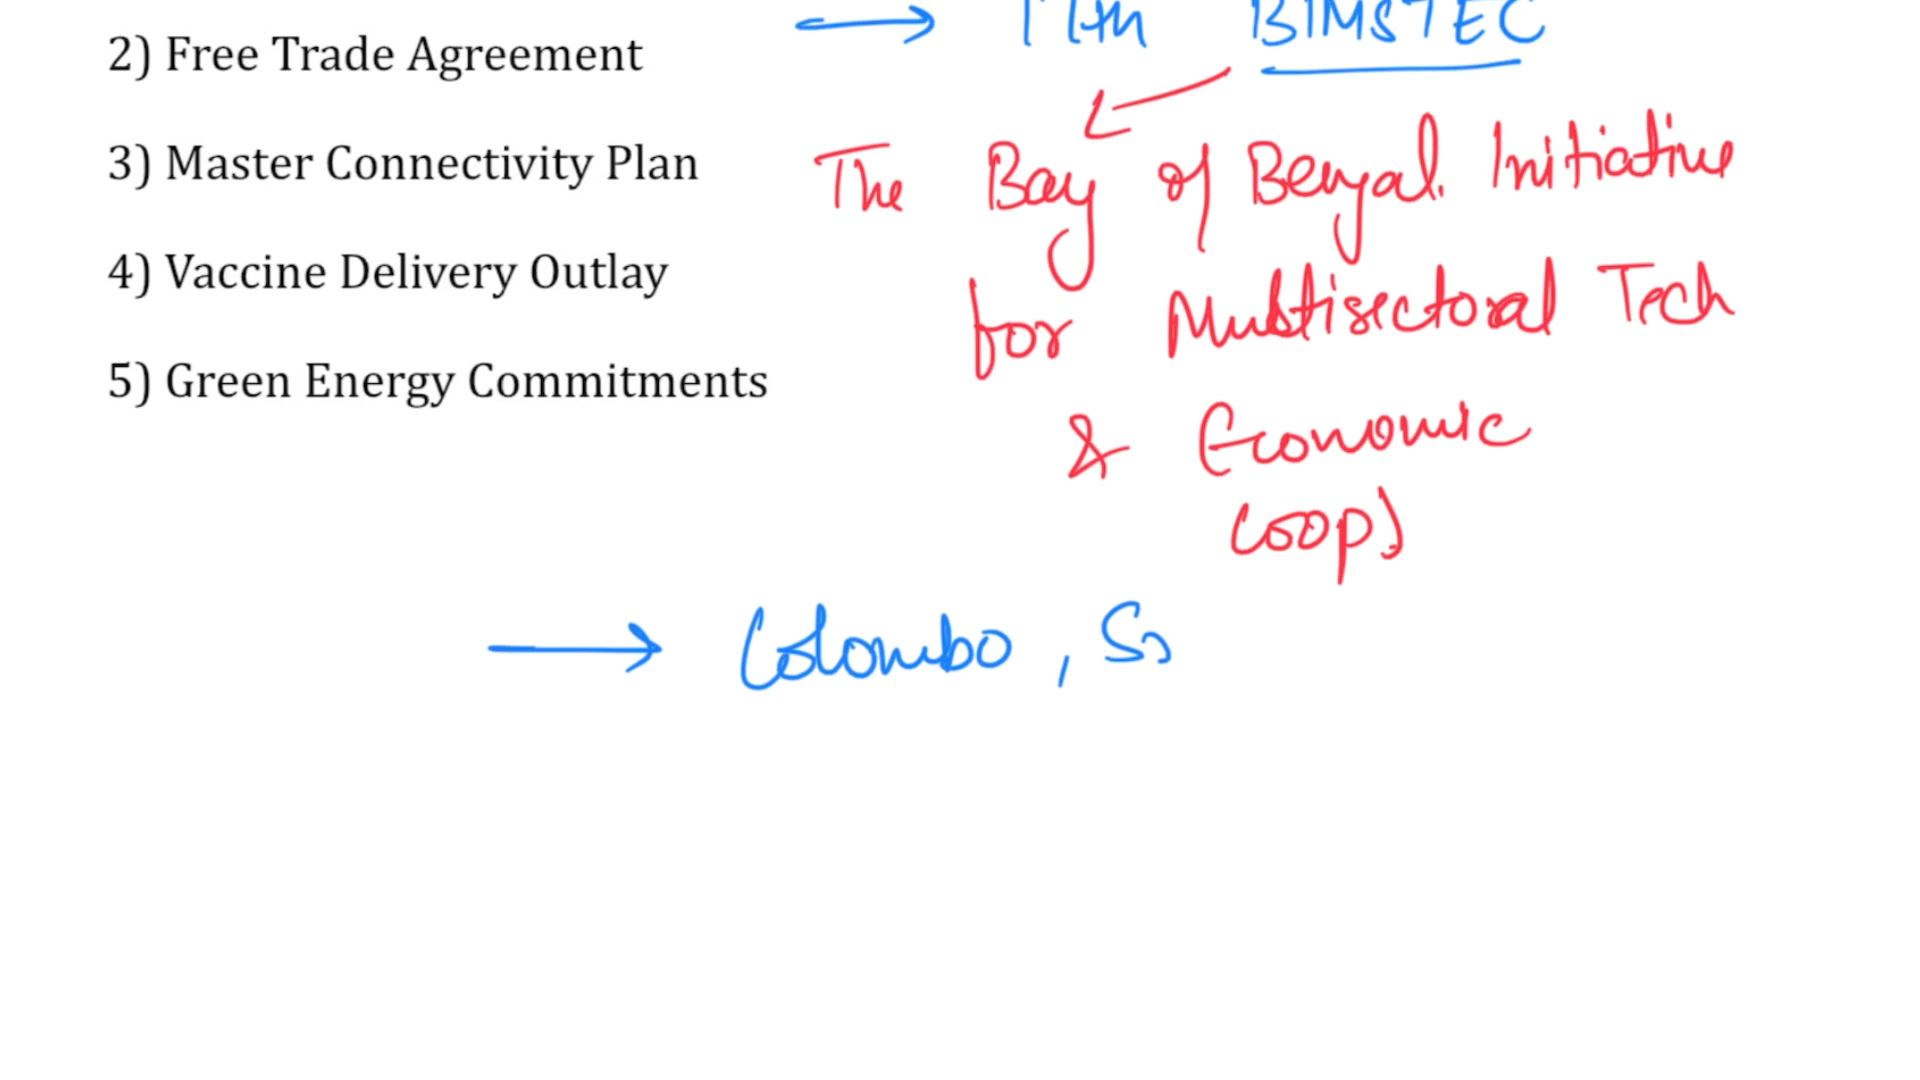 2) Free Trade Agreement
3) Master Connectivity Plan
4) Vaccine Delivery Outlay
5) Green Energy Commitments
BIMSTEC
The Bay of Bengal Initiative
for Multisectoral Tech
& Economic
Coop)
Colombo,